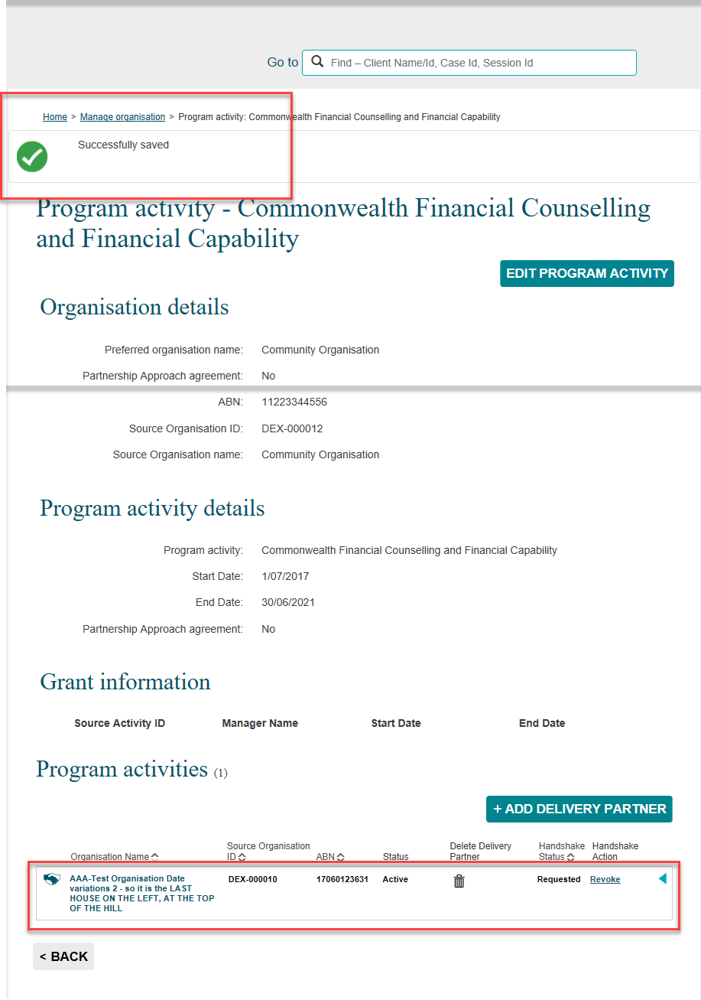 Go to Find – Client Name/Id, Case Id, Session Id
Home > Manage organisation > Program activity: Commonwealth Financial Counselling and Financial Capability
Successfully saved
Program activity - Commonwealth Financial Counselling
and Financial Capability
EDIT PROGRAM ACTIVITY
Organisation details
Preferred organisation name: Community Organisation
Partnership Approach agreement: No
ABN: 11223344556
Source Organisation ID: DEX-000012
Source Organisation name: Community Organisation
Program activity details
Program activity: Commonwealth Financial Counselling and Financial Capability
Start Date: 1/07/2017
End Date: 30/06/2021
Partnership Approach agreement: No
Grant information
Source Activity ID Manager Name Start Date End Date
Program activities (1)
+ ADD DELIVERY PARTNER
Source Organisation Delete Delivery Handshake Handshake
Organisation Name ID ABN Status Partner Status Action
AAA-Test Organisation Date DEX-000010 17060123631 Active Requested Revoke
variations 2 - so it is the LAST
HOUSE ON THE LEFT, AT THE TOP
OF THE HILL
< BACK